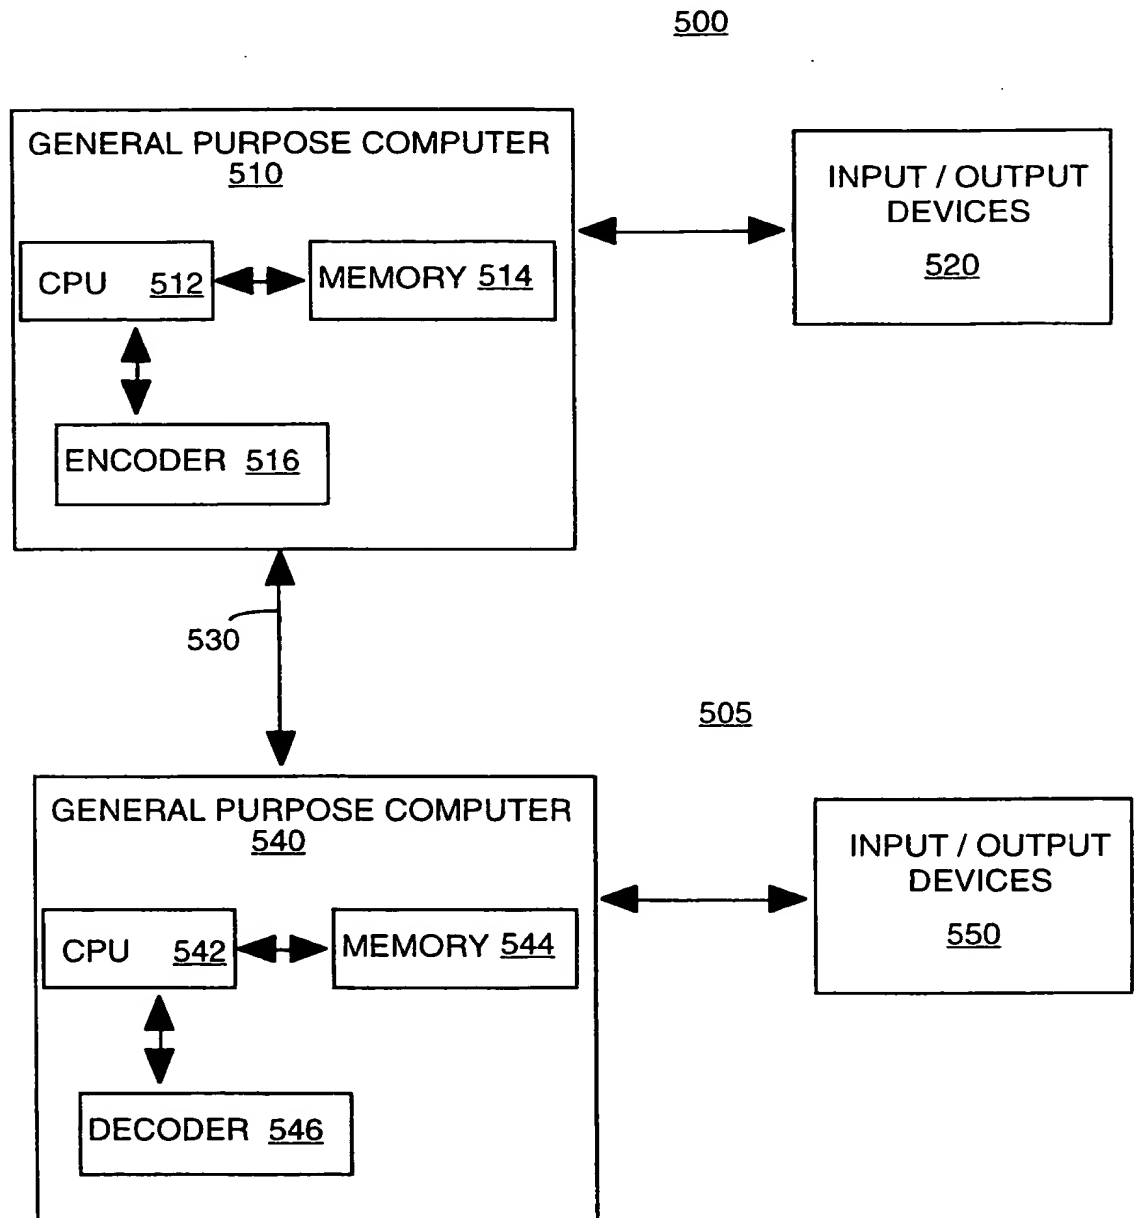 500
GENERAL PURPOSE COMPUTER
510
INPUT / OUTPUT
DEVICES
520
CPU 512
MEMORY 514
ENCODER 516
530
505
GENERAL PURPOSE COMPUTER
540
INPUT / OUTPUT
DEVICES
550
CPU 542
MEMORY 544
DECODER 546